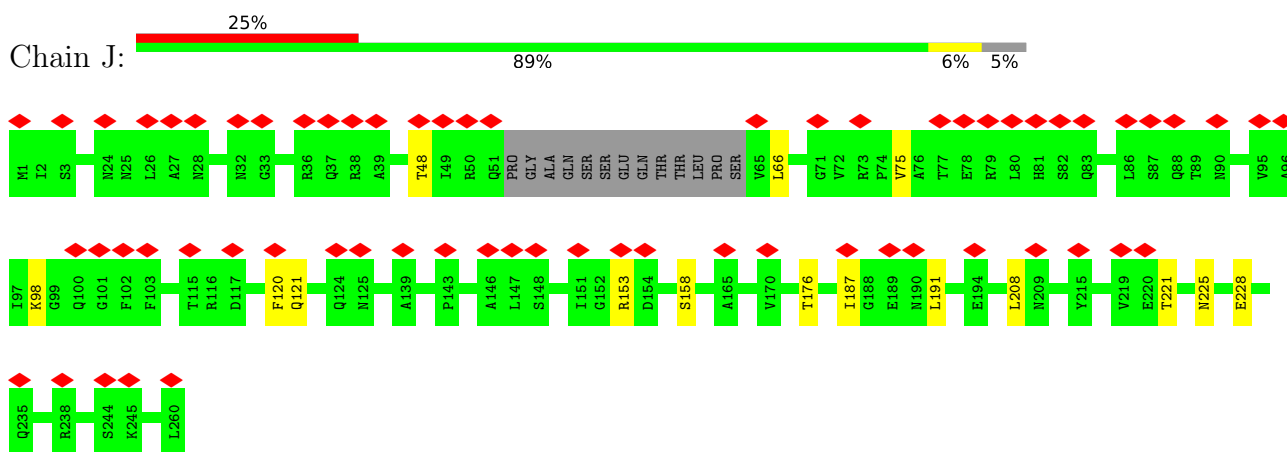 25%
Chain J:
89% 6% 5%
M1 I2 S3 N24 N25 L26 A27 N28 N32 G33 R36 Q37 R38 A39 T48 I49 R50 Q51 PRO GLY ALA GLN SER SER GLU GLN THR THR LEU PRO SER V65 L66 G71 V72 R73 P74 V75 A76 T77 E78 R79 L80 H81 S82 Q83 L86 S87 Q88 T89 N90 V95 A96
I97 K98 G99 Q100 G101 F102 F103 T115 R116 D117 F120 Q121 Q124 N125 A139 P143 A146 L147 S148 I151 G152 R153 D154 S158 A165 V170 T176 I187 G188 E189 N190 L191 E194 L208 N209 Y215 V219 E220 T221 N225 E228
Q235 R238 S244 K245 L260